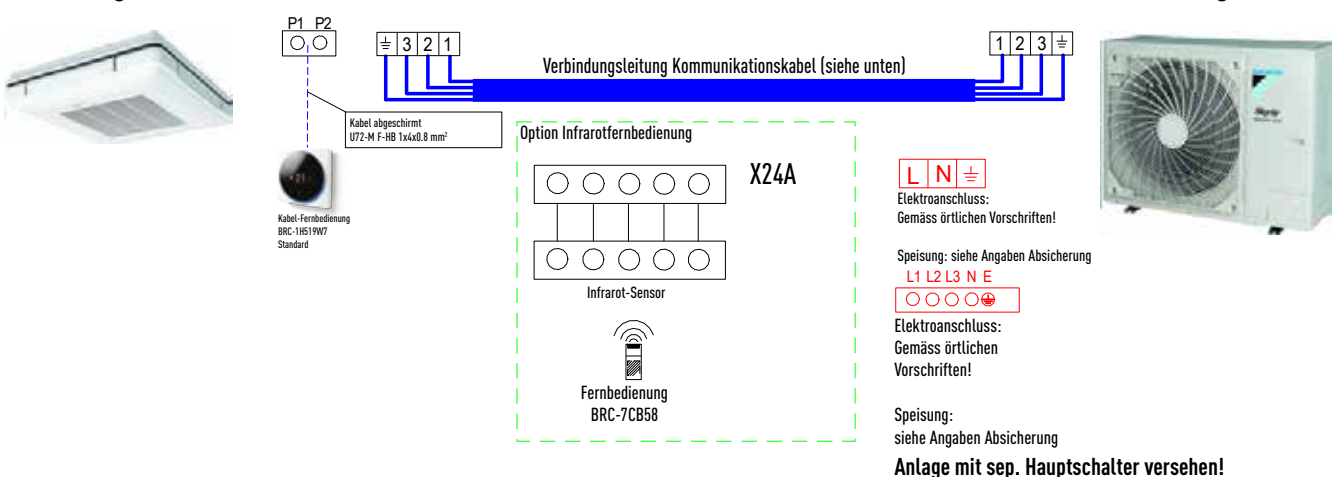 P1 P2
⏚ 3 2 1
1 2 3 ⏚
Verbindungsleitung Kommunikationskabel (siehe unten)
Kabel abgeschirmt
U72-M F-HB 1x4x0.8 mm²
Kabel-Fernbedienung
BRC-1H519W7
Standard
Option Infrarotfernbedienung
X24A
Infrarot-Sensor
Fernbedienung
BRC-7CB58
L N ⏚
Elektroanschluss:
Gemäss örtlichen Vorschriften!
Speisung: siehe Angaben Absicherung
L1 L2 L3 N E
Elektroanschluss:
Gemäss örtlichen
Vorschriften!
Speisung:
siehe Angaben Absicherung
Anlage mit sep. Hauptschalter versehen!